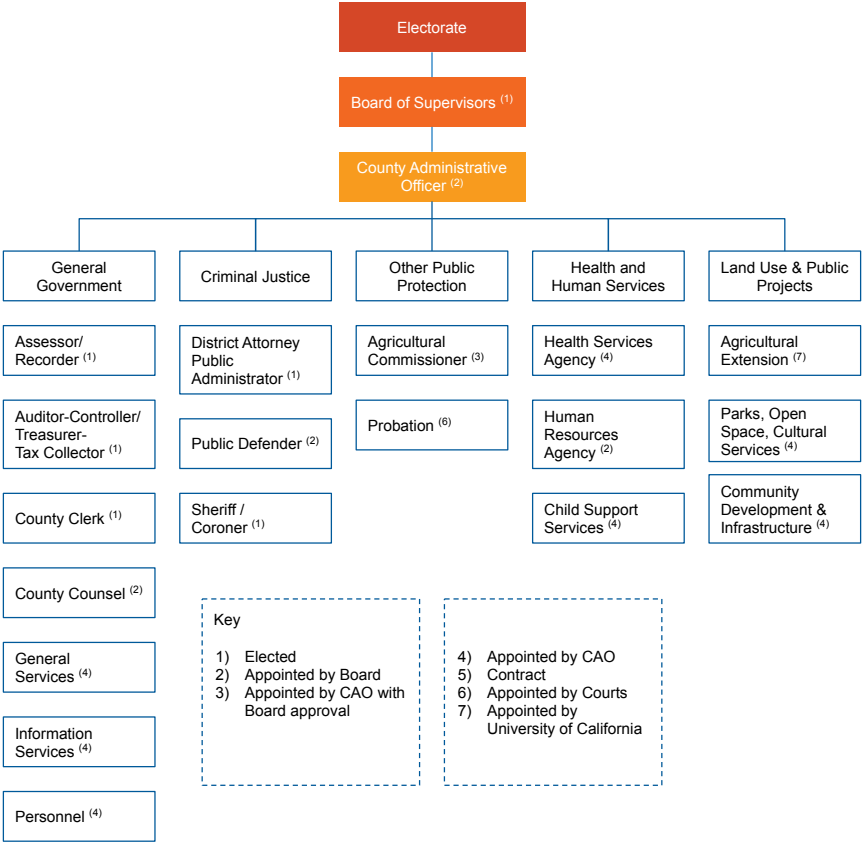 Electorate
Board of Supervisors (1)
County Administrative
Officer (2)
General
Government
Criminal Justice
Other Public
Protection
Health and
Human Services
Land Use & Public
Projects
Assessor/
Recorder (1)
Auditor-Controller/
Treasurer-
Tax Collector (1)
County Clerk (1)
County Counsel (2)
General
Services (4)
Information
Services (4)
Personnel (4)
District Attorney
Public
Administrator (1)
Public Defender (2)
Sheriff /
Coroner (1)
Agricultural
Commissioner (3)
Probation (6)
Health Services
Agency (4)
Human
Resources
Agency (2)
Child Support
Services (4)
Agricultural
Extension (7)
Parks, Open
Space, Cultural
Services (4)
Community
Development &
Infrastructure (4)
Key
1) Elected
2) Appointed by Board
3) Appointed by CAO with
Board approval
4) Appointed by CAO
5) Contract
6) Appointed by Courts
7) Appointed by
University of California